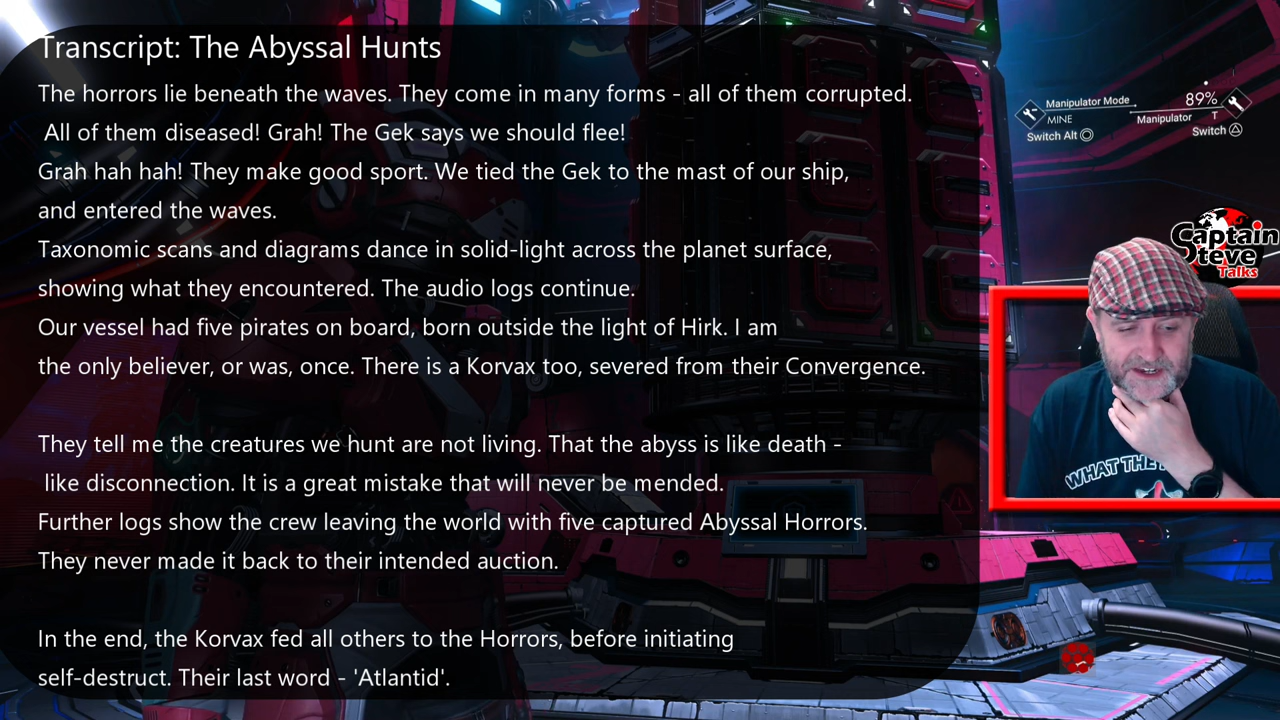 Transcript: The Abyssal Hunts
The horrors lie beneath the waves. They come in many forms - all of them corrupted.
All of them diseased! Grah! The Gek says we should flee!
Grah hah hah! They make good sport. We tied the Gek to the mast of our ship,
and entered the waves.
Taxonomic scans and diagrams dance in solid-light across the planet surface,
showing what they encountered. The audio logs continue.
Our vessel had five pirates on board, born outside the light of Hirk. I am
the only believer, or was, once. There is a Korvax too, severed from their Convergence.
They tell me the creatures we hunt are not living. That the abyss is like death -
like disconnection. It is a great mistake that will never be mended.
Further logs show the crew leaving the world with five captured Abyssal Horrors.
They never made it back to their intended auction.
In the end, the Korvax fed all others to the Horrors, before initiating
self-destruct. Their last word - 'Atlantid'.
Manipulator Mode
MINE
Switch Alt
89%
Manipulator T
Switch
Captain
Steve
Talks
WHAT THE